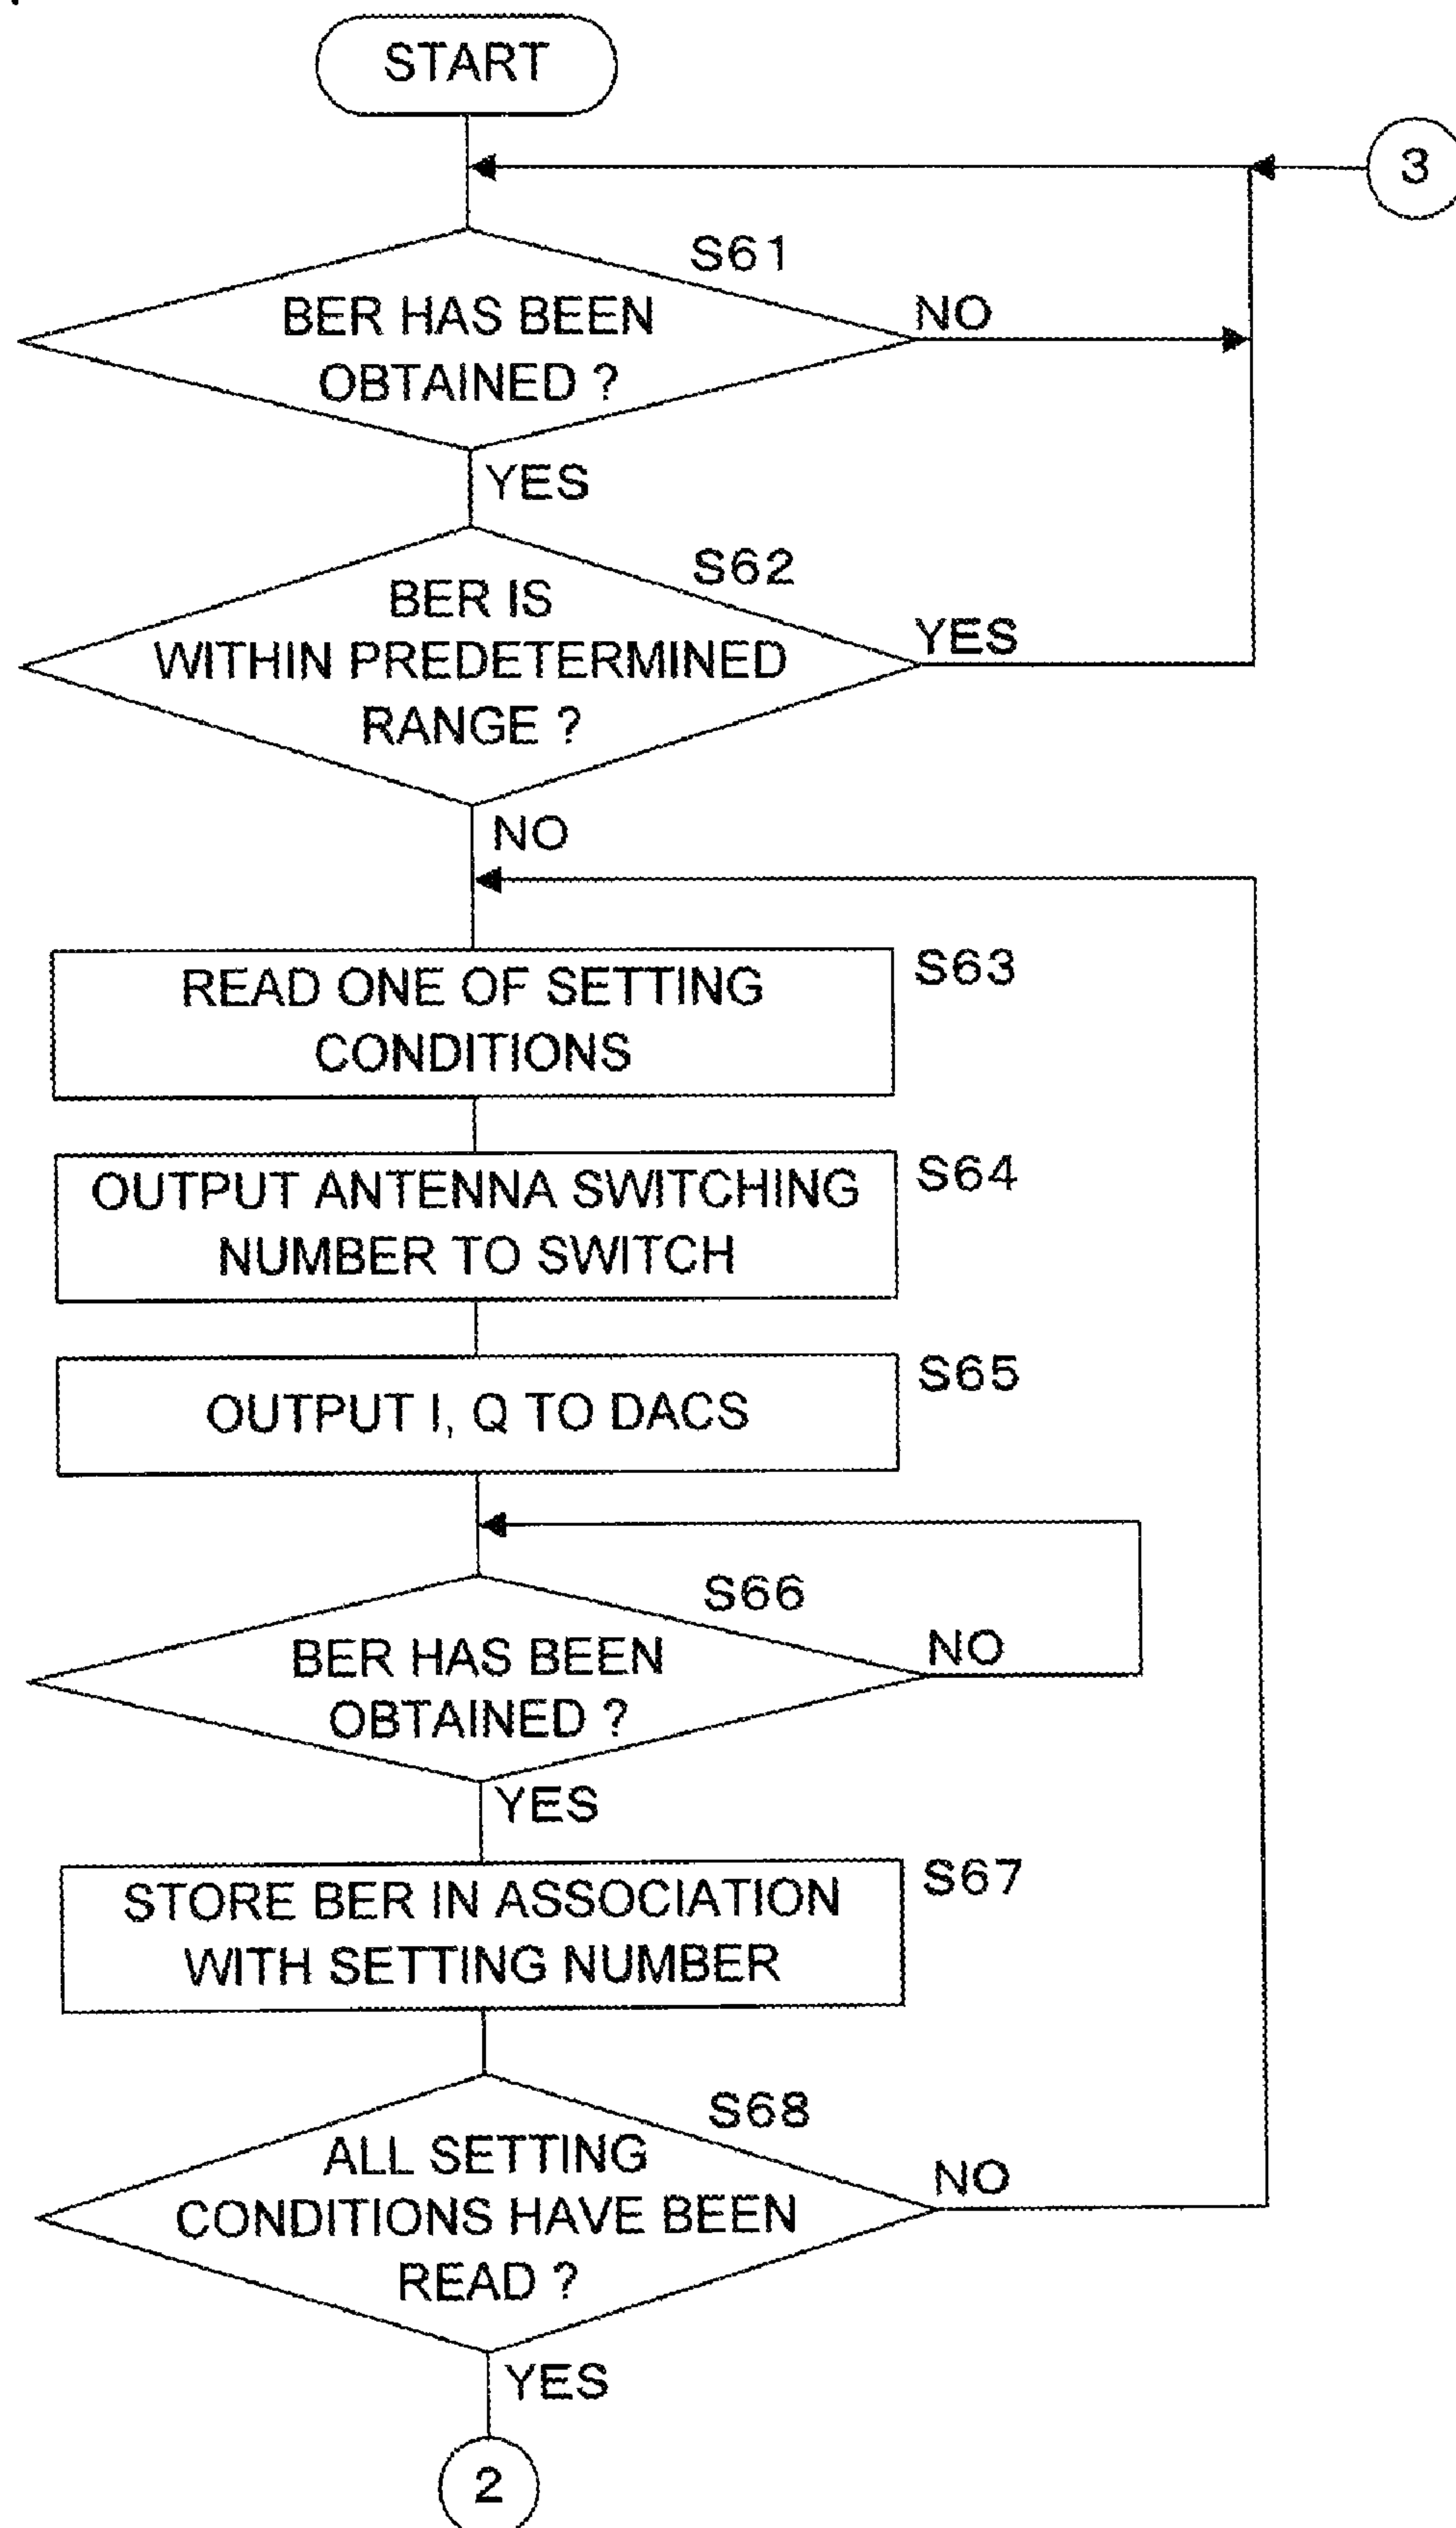 START
3
S61
BER HAS BEEN
OBTAINED ?
NO
YES
S62
BER IS
WITHIN PREDETERMINED
RANGE ?
YES
NO
READ ONE OF SETTING
CONDITIONS
S63
OUTPUT ANTENNA SWITCHING
NUMBER TO SWITCH
S64
OUTPUT I, Q TO DACS
S65
S66
BER HAS BEEN
OBTAINED ?
NO
YES
STORE BER IN ASSOCIATION
WITH SETTING NUMBER
S67
S68
ALL SETTING
CONDITIONS HAVE BEEN
READ ?
NO
YES
2